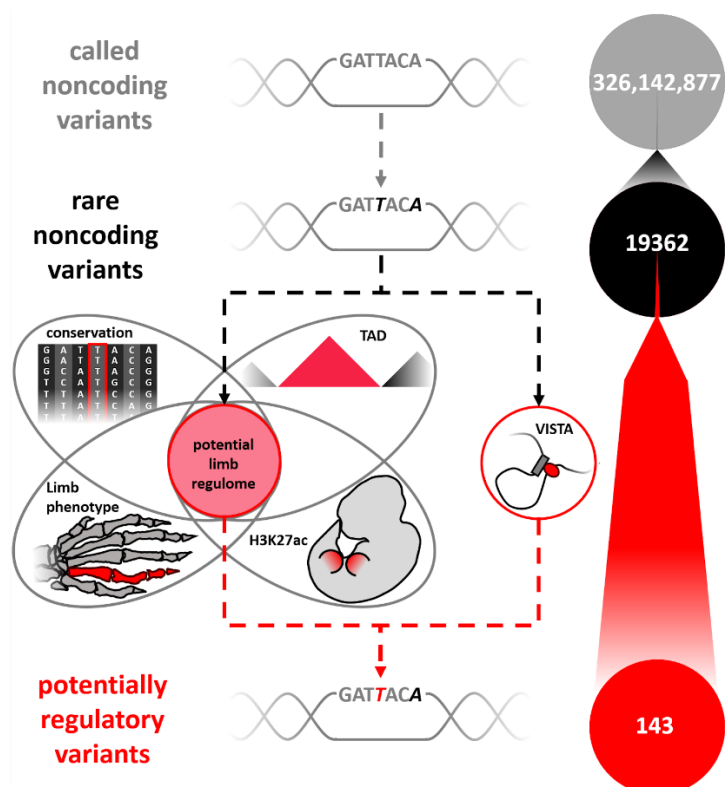 called
noncoding
variants
GATTACA
326,142,877
rare
noncoding
variants
GATTACA
19362
conservation
G A T T A C A
TAD
potential
limb
regulome
VISTA
Limb
phenotype
H3K27ac
potentially
regulatory
variants
GATTACA
143